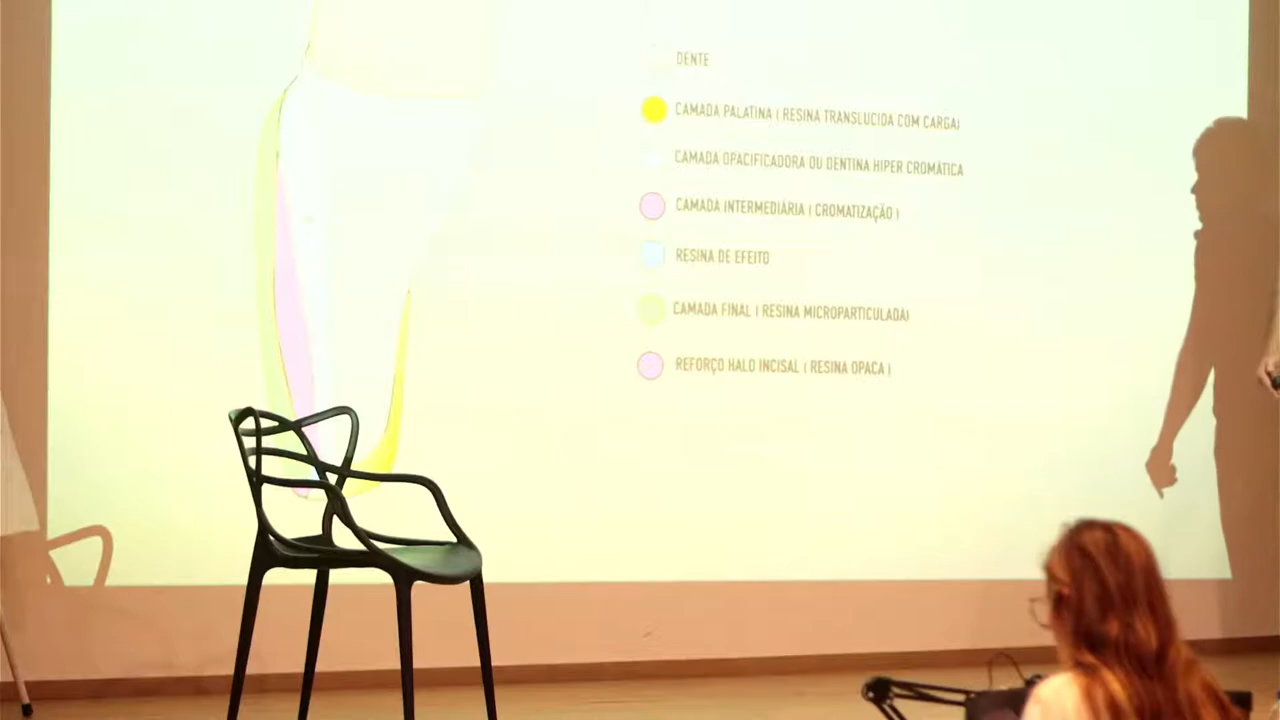 DENTE
CAMADA PALATINA ( RESINA TRANSLUCIDA COM CARGA)
CAMADA OPACIFICADORA OU DENTINA HIPER CROMÁTICA
CAMADA INTERMEDIÁRIA ( CROMATIZAÇÃO )
RESINA DE EFEITO
CAMADA FINAL ( RESINA MICROPARTICULADA)
REFORÇO HALO INCISAL ( RESINA OPACA )